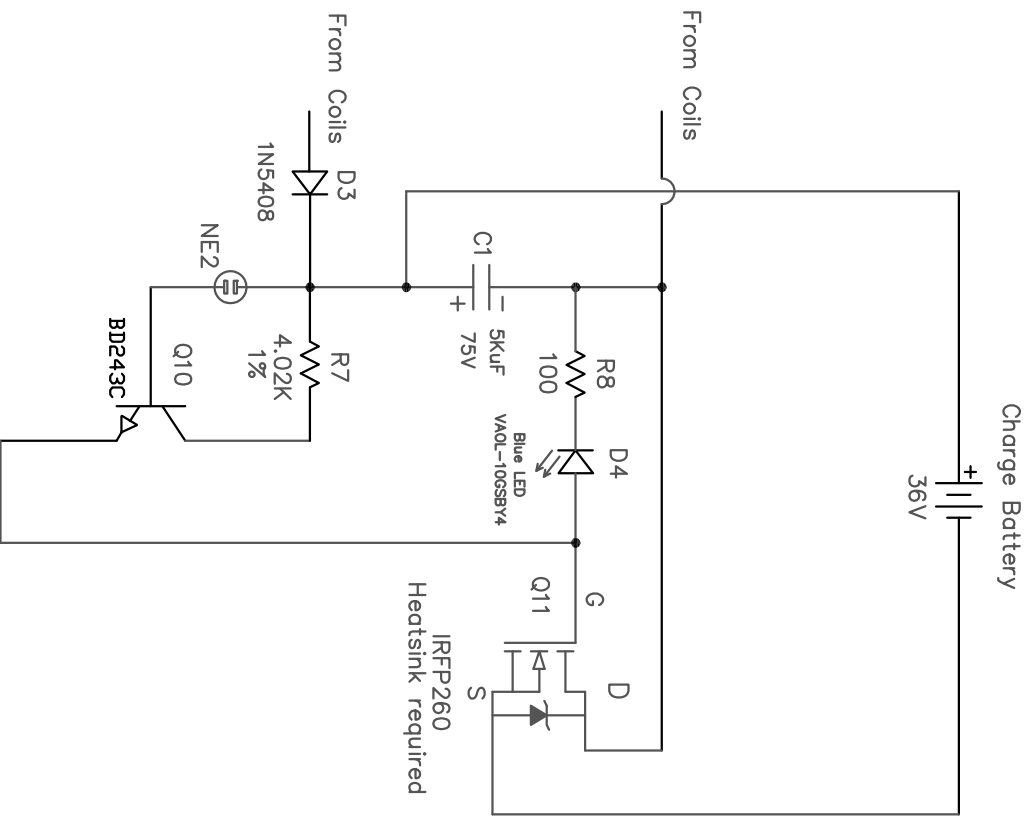 From Coils
From Coils
D3
1N5408
NE2
C1
+
−
5KuF
75V
R7
4.02K
1%
Q10
BD243C
R8
100
D4
Blue LED
VAOL-10GSBY4
Charge Battery
+
36V
G
Q11
D
S
IRFP260
Heatsink required